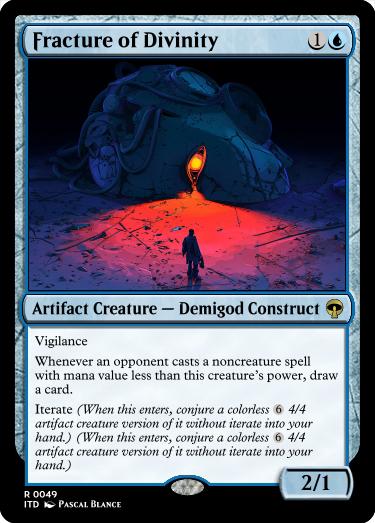 Fracture of Divinity 1
Artifact Creature — Demigod Construct
Vigilance
Whenever an opponent casts a noncreature spell
with mana value less than this creature's power, draw
a card.
Iterate (When this enters, conjure a colorless 6 4/4
artifact creature version of it without iterate into your
hand.) (When this enters, conjure a colorless 6 4/4
artifact creature version of it without iterate into your
hand.)
2/1
R 0049
ITD PASCAL BLANCE